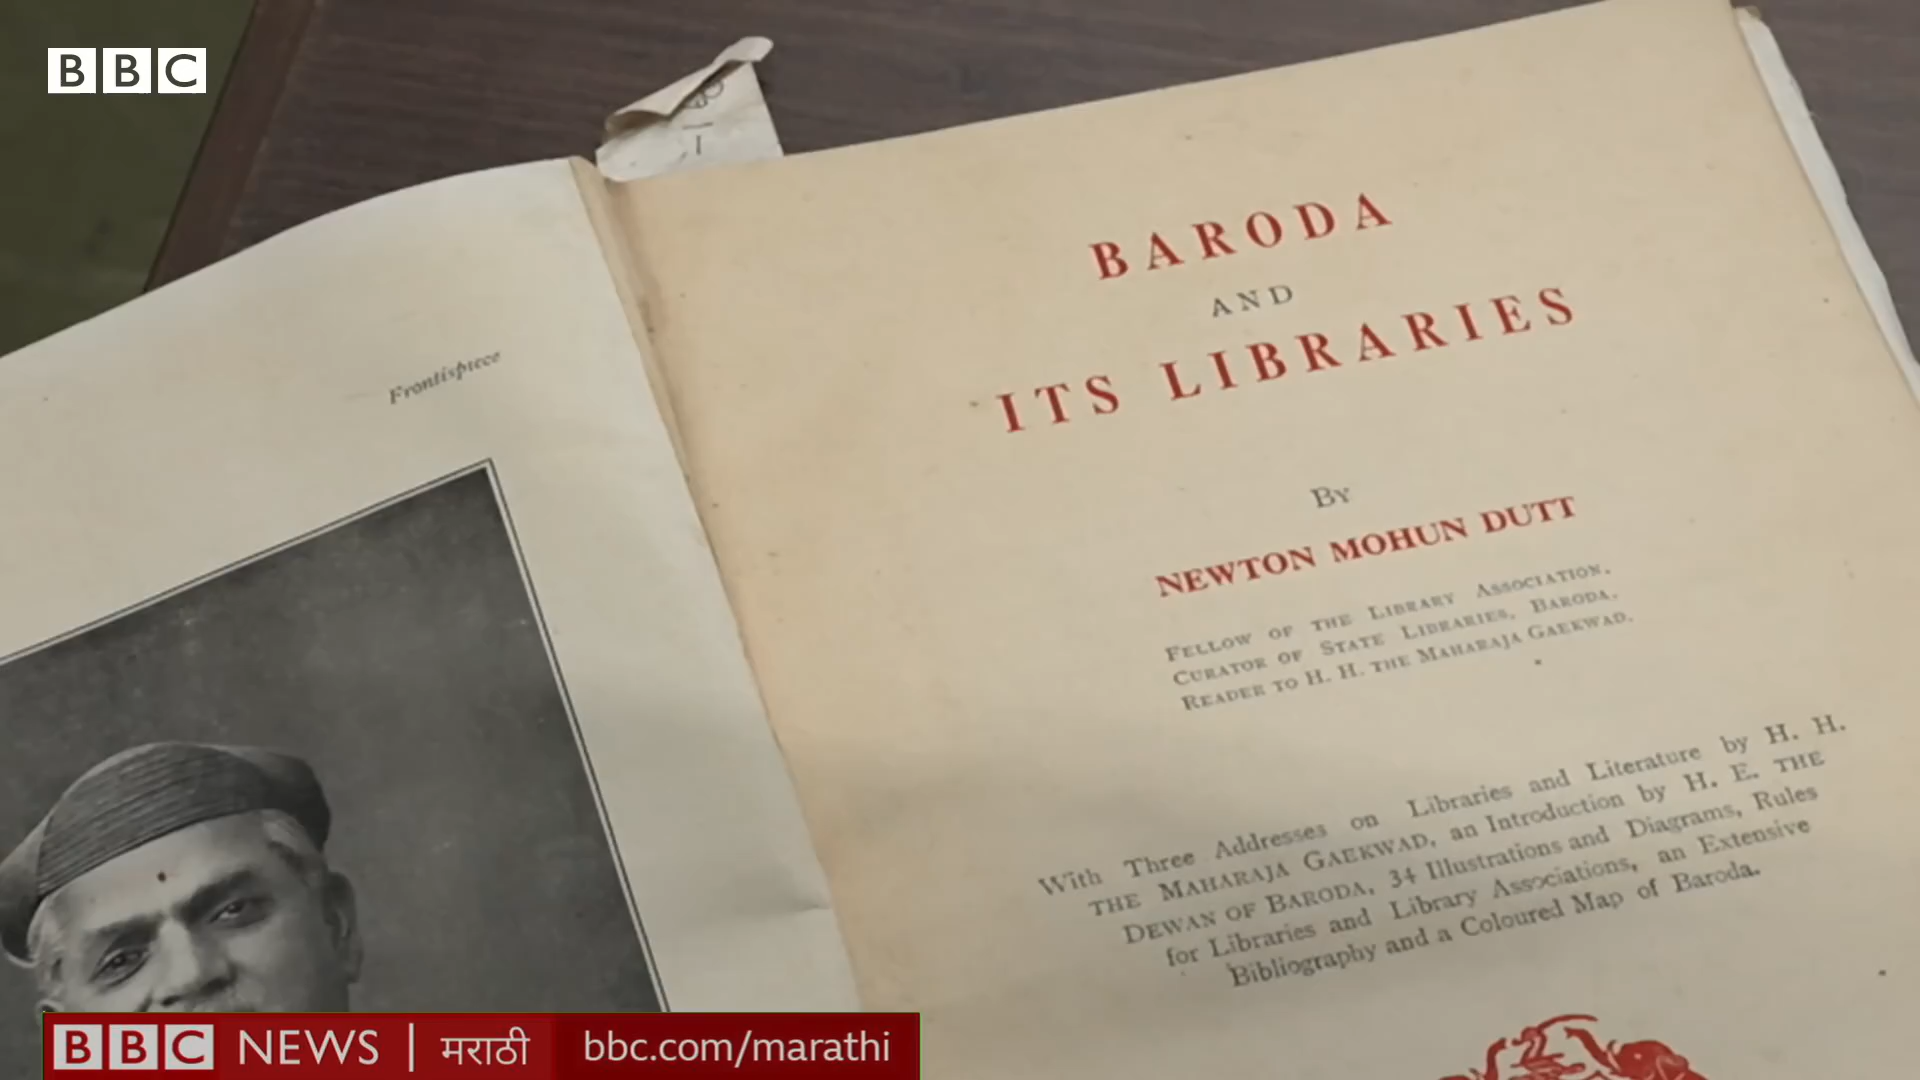 BBC
Frontispiece
BARODA
AND
ITS LIBRARIES
BY
NEWTON MOHUN DUTT
FELLOW OF THE LIBRARY ASSOCIATION.
CURATOR OF STATE LIBRARIES, BARODA.
READER TO H. H. THE MAHARAJA GAEKWAD.
With Three Addresses on Libraries and Literature by H. H.
THE MAHARAJA GAEKWAD, an Introduction by H. E. THE
DEWAN OF BARODA, 34 Illustrations and Diagrams, Rules
for Libraries and Library Associations, an Extensive
Bibliography and a Coloured Map of Baroda.
BBC NEWS | मराठी bbc.com/marathi